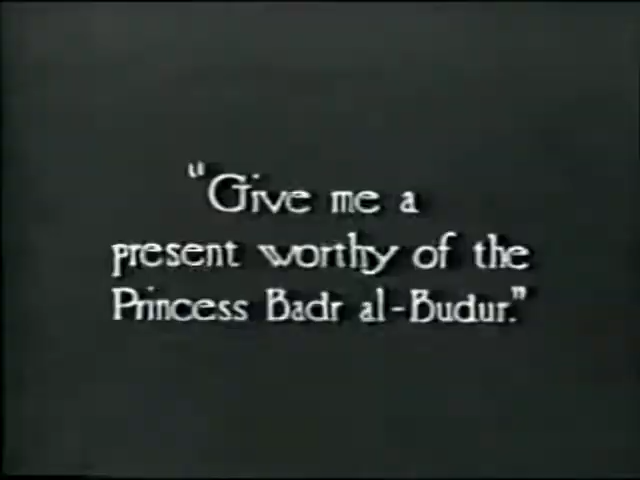 "Give me a
present worthy of the
Princess Badr al-Budur."